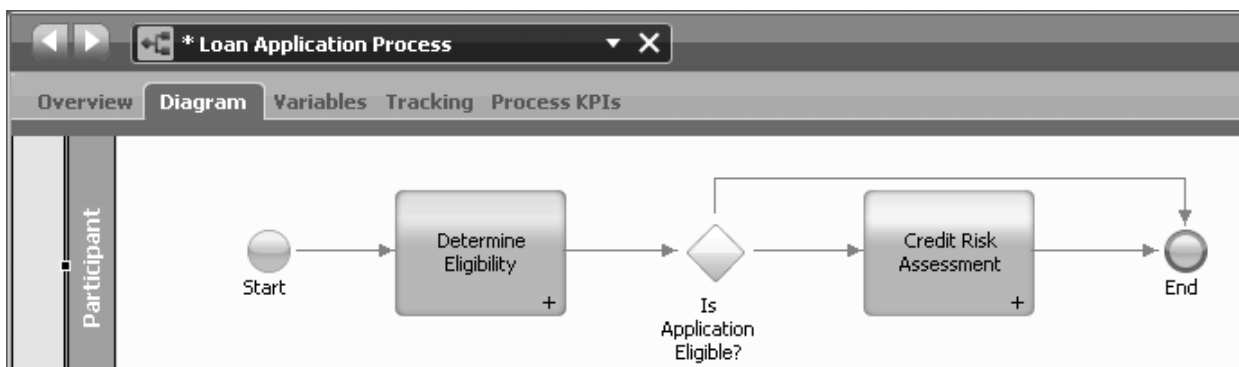 * Loan Application Process
Overview Diagram Variables Tracking Process KPIs
Participant
Start
Determine
Eligibility
+
Is
Application
Eligible?
Credit Risk
Assessment
+
End